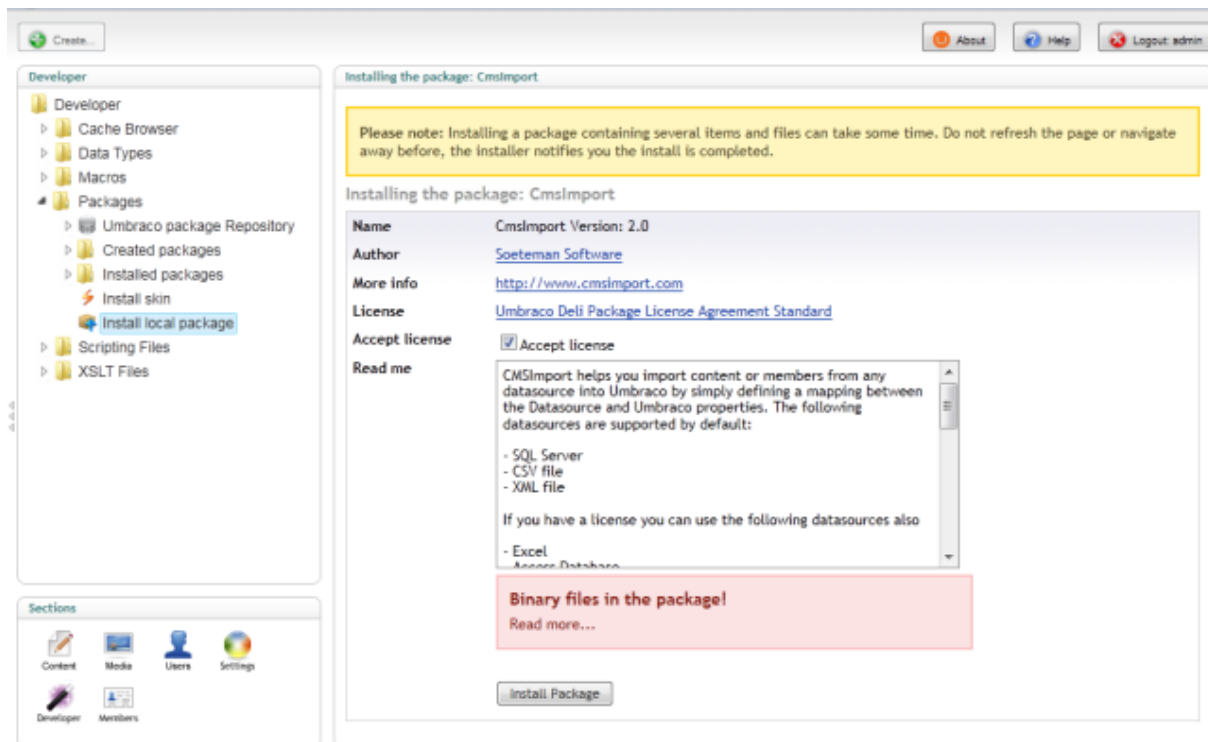 Create...
About
Help
Logout: admin
Developer
Developer
Cache Browser
Data Types
Macros
Packages
Umbraco package Repository
Created packages
Installed packages
Install skin
Install local package
Scripting Files
XSLT Files
Sections
Content
Media
Users
Settings
Developer
Members
Installing the package: CmsImport
Please note: Installing a package containing several items and files can take some time. Do not refresh the page or navigate
away before, the installer notifies you the install is completed.
Installing the package: CmsImport
Name CmsImport Version: 2.0
Author Soeteman Software
More info http://www.cmsimport.com
License Umbraco Deli Package License Agreement Standard
Accept license Accept license
Read me
CMSImport helps you import content or members from any
datasource into Umbraco by simply defining a mapping between
the Datasource and Umbraco properties. The following
datasources are supported by default:
- SQL Server
- CSV file
- XML file
If you have a license you can use the following datasources also
- Excel
- Access Database
Binary files in the package!
Read more...
Install Package